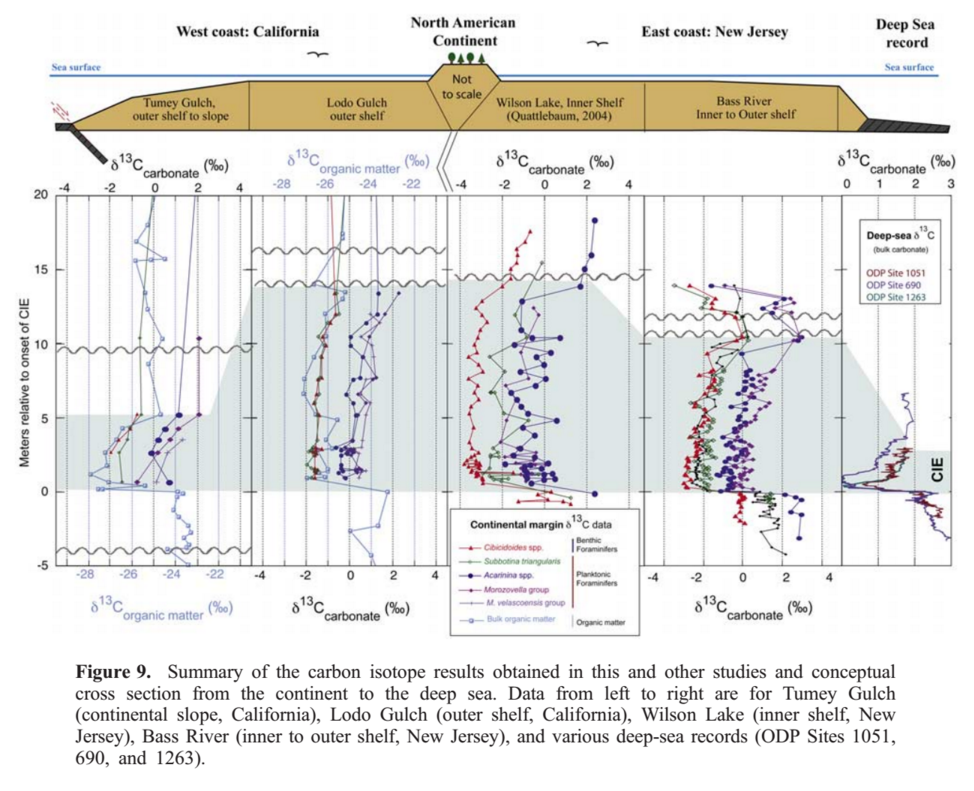 West coast: California
North American
Continent
East coast: New Jersey
Deep Sea
record
Sea surface
Sea surface
Not
to scale
Tumey Gulch,
outer shelf to slope
Lodo Gulch
outer shelf
Wilson Lake, Inner Shelf
(Quattlebaum, 2004)
Bass River
Inner to Outer shelf
δ13Ccarbonate (‰)
δ13Corganic matter (‰)
δ13Ccarbonate (‰)
δ13Ccarbonate (‰)
-4 -2 0 2 4
-28 -26 -24 -22
-4 -2 0 2 4
0 1 2 3
Meters relative to onset of CIE
20
15
10
5
0
-5
Deep-sea δ13C
(bulk carbonate)
ODP Site 1051
ODP Site 690
ODP Site 1263
CIE
Continental margin δ13C data
Cibicidoides spp.
Subbotina triangularis
Acarinina spp.
Morozovella group
M. velascoensis group
Bulk organic matter
Benthic
Foraminifers
Planktonic
Foraminifers
Organic matter
-28 -26 -24 -22
-4 -2 0 2 4
-4 -2 0 2 4
δ13Corganic matter (‰)
δ13Ccarbonate (‰)
δ13Ccarbonate (‰)
Figure 9. Summary of the carbon isotope results obtained in this and other studies and conceptual
cross section from the continent to the deep sea. Data from left to right are for Tumey Gulch
(continental slope, California), Lodo Gulch (outer shelf, California), Wilson Lake (inner shelf, New
Jersey), Bass River (inner to outer shelf, New Jersey), and various deep-sea records (ODP Sites 1051,
690, and 1263).